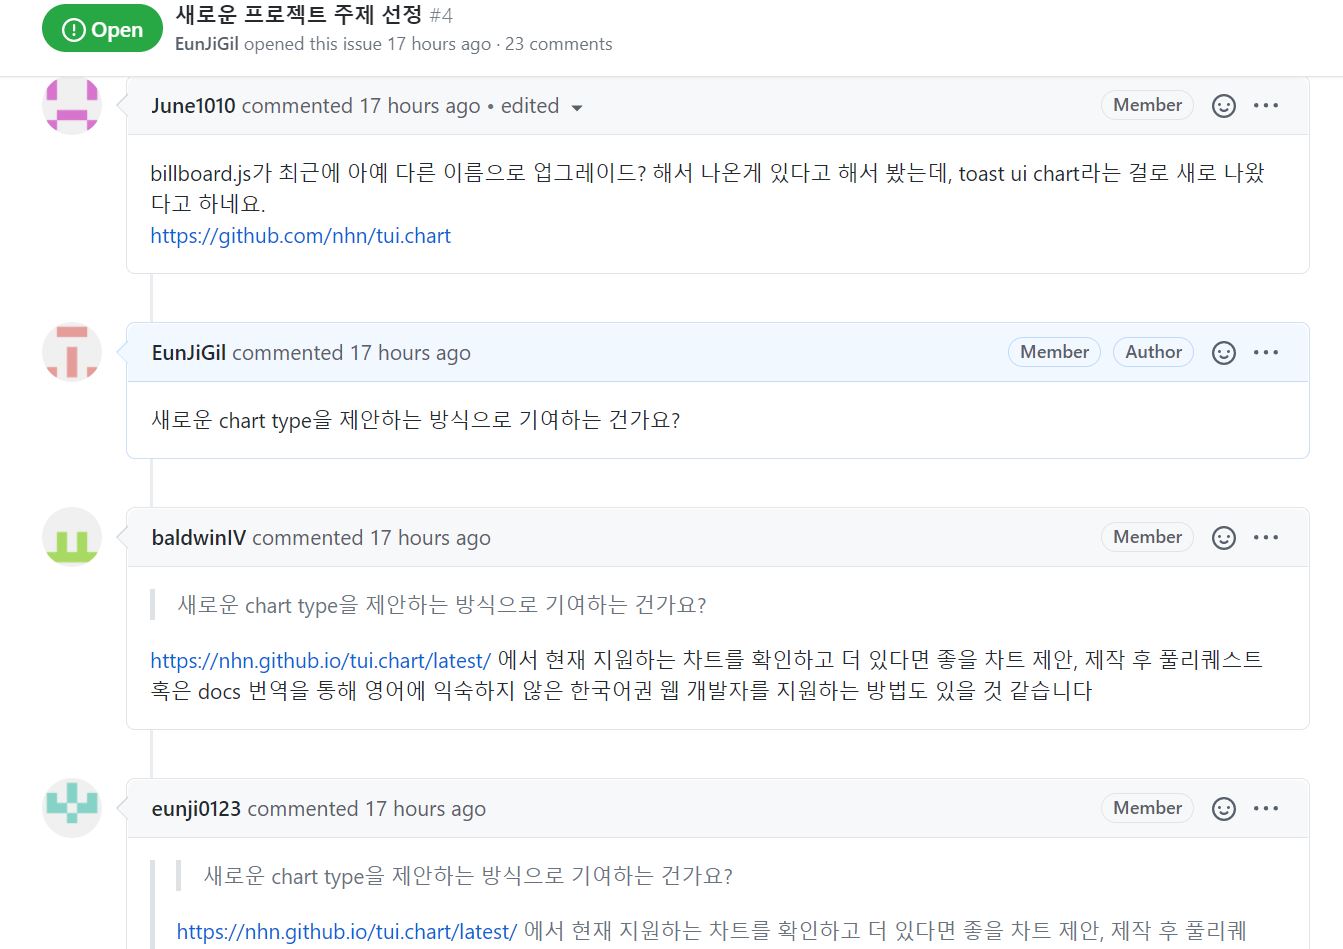 Open
새로운 프로젝트 주제 선정 #4
EunJiGil opened this issue 17 hours ago · 23 comments
June1010 commented 17 hours ago • edited
Member
billboard.js가 최근에 아예 다른 이름으로 업그레이드? 해서 나온게 있다고 해서 봤는데, toast ui chart라는 걸로 새로 나왔
다고 하네요.
https://github.com/nhn/tui.chart
EunJiGil commented 17 hours ago
Member
Author
새로운 chart type을 제안하는 방식으로 기여하는 건가요?
baldwinIV commented 17 hours ago
Member
새로운 chart type을 제안하는 방식으로 기여하는 건가요?
https://nhn.github.io/tui.chart/latest/ 에서 현재 지원하는 차트를 확인하고 더 있다면 좋을 차트 제안, 제작 후 풀리퀘스트
혹은 docs 번역을 통해 영어에 익숙하지 않은 한국어권 웹 개발자를 지원하는 방법도 있을 것 같습니다
eunji0123 commented 17 hours ago
Member
새로운 chart type을 제안하는 방식으로 기여하는 건가요?
https://nhn.github.io/tui.chart/latest/ 에서 현재 지원하는 차트를 확인하고 더 있다면 좋을 차트 제안, 제작 후 풀리퀘